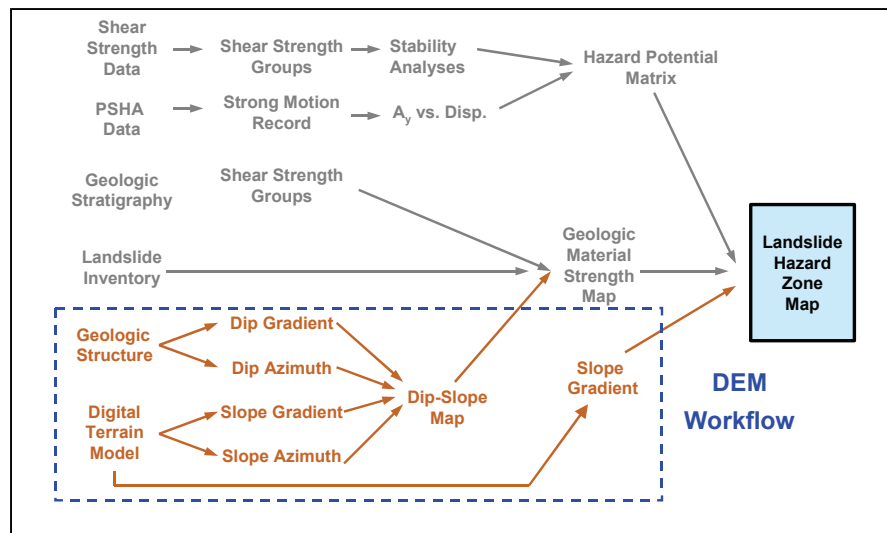 Shear
Strength
Data
Shear Strength
Groups
Stability
Analyses
Hazard Potential
Matrix
PSHA
Data
Strong Motion
Record
Ay vs. Disp.
Geologic
Stratigraphy
Shear Strength
Groups
Landslide
Inventory
Geologic
Material
Strength
Map
Landslide
Hazard
Zone
Map
Geologic
Structure
Dip Gradient
Dip Azimuth
Digital
Terrain
Model
Slope Gradient
Slope Azimuth
Dip-Slope
Map
Slope
Gradient
DEM
Workflow